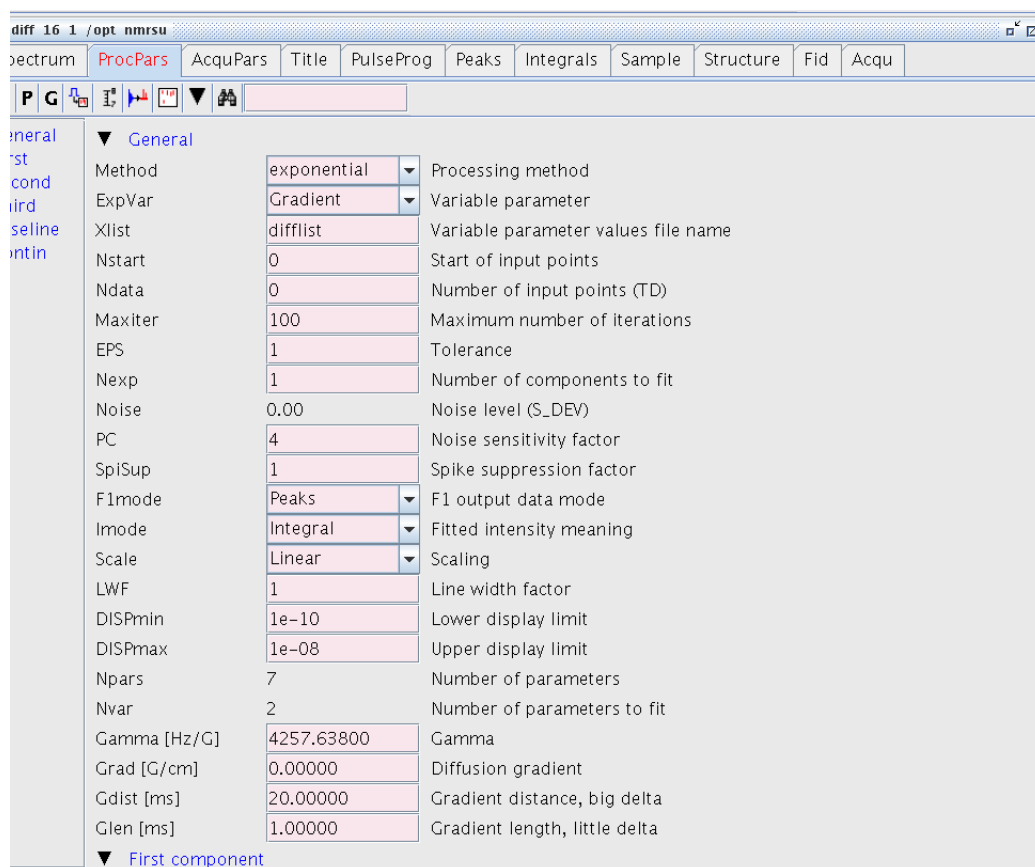 diff 16 1 /opt nmrsu
ProcPars AcquPars Title PulseProg Peaks Integrals Sample Structure Fid Acqu
P G
▼ General
Method exponential Processing method
ExpVar Gradient Variable parameter
Xlist difflist Variable parameter values file name
Nstart 0 Start of input points
Ndata 0 Number of input points (TD)
Maxiter 100 Maximum number of iterations
EPS 1 Tolerance
Nexp 1 Number of components to fit
Noise 0.00 Noise level (S_DEV)
PC 4 Noise sensitivity factor
SpiSup 1 Spike suppression factor
F1mode Peaks F1 output data mode
Imode Integral Fitted intensity meaning
Scale Linear Scaling
LWF 1 Line width factor
DISPmin 1e-10 Lower display limit
DISPmax 1e-08 Upper display limit
Npars 7 Number of parameters
Nvar 2 Number of parameters to fit
Gamma [Hz/G] 4257.63800 Gamma
Grad [G/cm] 0.00000 Diffusion gradient
Gdist [ms] 20.00000 Gradient distance, big delta
Glen [ms] 1.00000 Gradient length, little delta
▼ First component